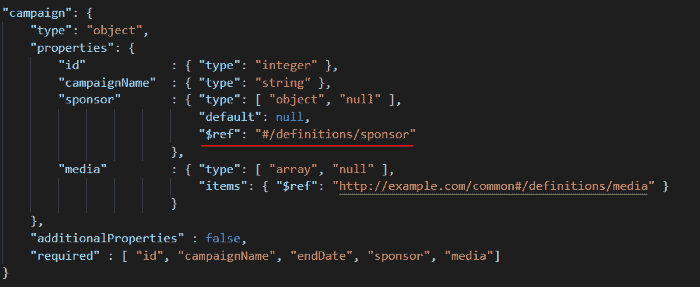 "campaign": {
"type": "object",
"properties": {
"id" : { "type": "integer" },
"campaignName" : { "type": "string" },
"sponsor" : { "type": [ "object", "null" ],
"default": null,
"$ref": "#/definitions/sponsor"
},
"media" : { "type": [ "array", "null" ],
"items": { "$ref": "http://example.com/common#/definitions/media" }
}
},
"additionalProperties" : false,
"required" : [ "id", "campaignName", "endDate", "sponsor", "media"]
}